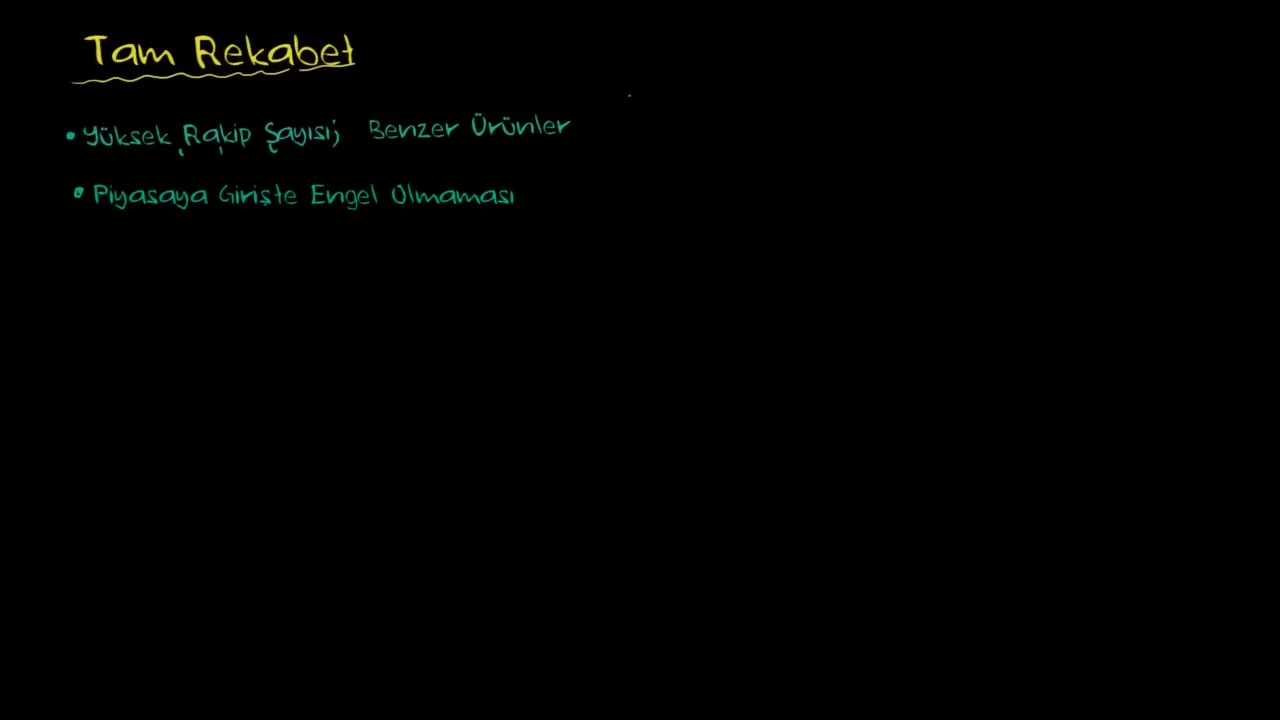 Tam Rekabet
• Yüksek Rakip Sayısı; Benzer Ürünler
• Piyasaya Girişte Engel Olmaması